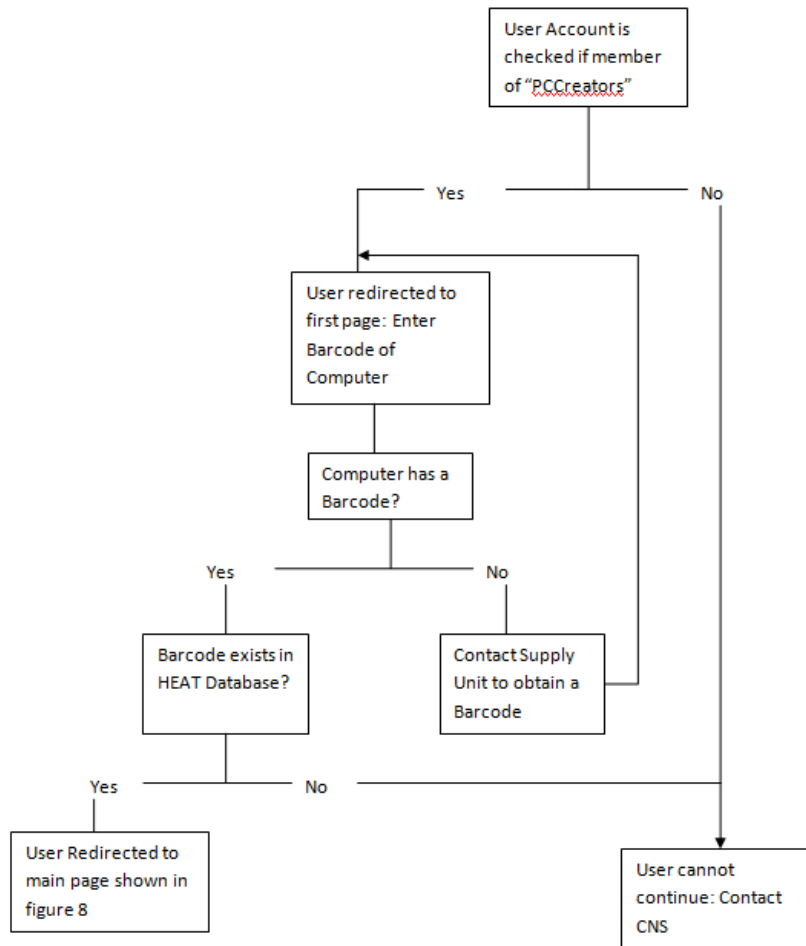 User Account is
checked if member
of “PCCreators”
Yes
No
User redirected to
first page: Enter
Barcode of
Computer
Computer has a
Barcode?
Yes
No
Barcode exists in
HEAT Database?
Contact Supply
Unit to obtain a
Barcode
Yes
No
User Redirected to
main page shown in
figure 8
User cannot
continue: Contact
CNS